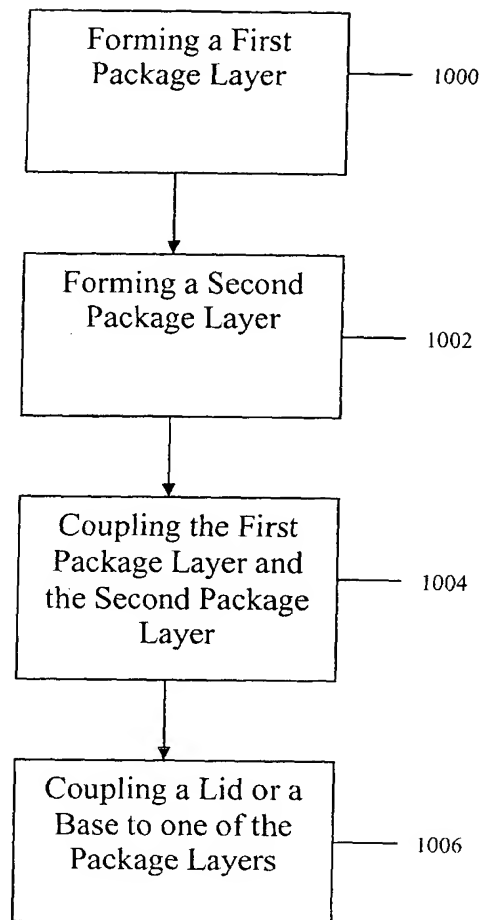 Forming a First
Package Layer
1000
Forming a Second
Package Layer
1002
Coupling the First
Package Layer and
the Second Package
Layer
1004
Coupling a Lid or a
Base to one of the
Package Layers
1006